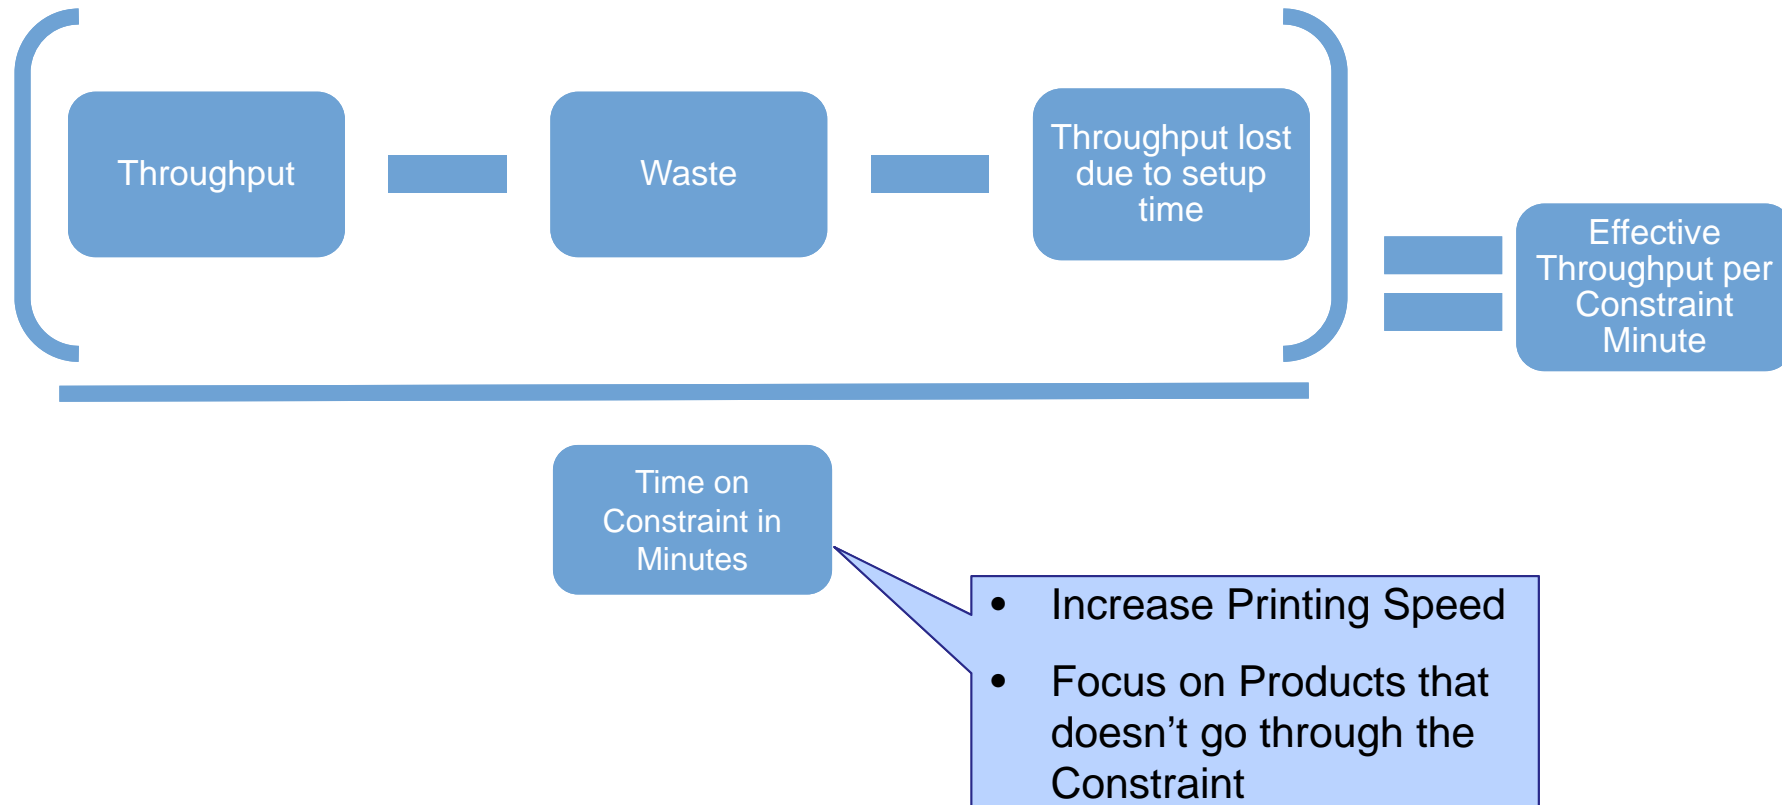 Throughput
Waste
Throughput lost
due to setup
time
Effective
Throughput per
Constraint
Minute
Time on
Constraint in
Minutes
• Increase Printing Speed
• Focus on Products that
doesn’t go through the
Constraint